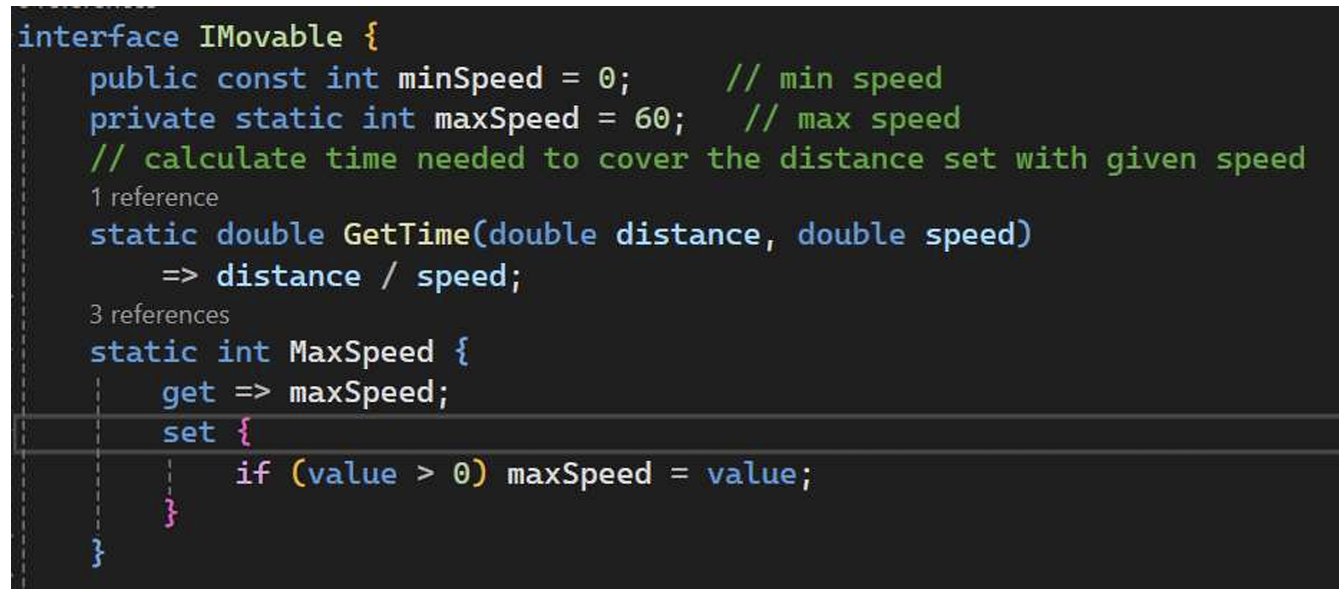 interface IMovable {
public const int minSpeed = 0;     // min speed
private static int maxSpeed = 60;   // max speed
// calculate time needed to cover the distance set with given speed
1 reference
static double GetTime(double distance, double speed)
=> distance / speed;
3 references
static int MaxSpeed {
get => maxSpeed;
set {
if (value > 0) maxSpeed = value;
}
}